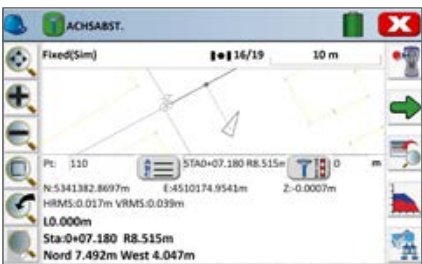 ACHSABST.
Fixed(Sim) 16/19 10 m
Pt: 110 STA0+07.180 R8.515m 0 m
N:5341382.8697m E:4510174.9541m Z:-0.0007m
HRMS:0.017m VRMS:0.039m
L0.000m
Sta:0+07.180 R8.515m
Nord 7.492m West 4.047m